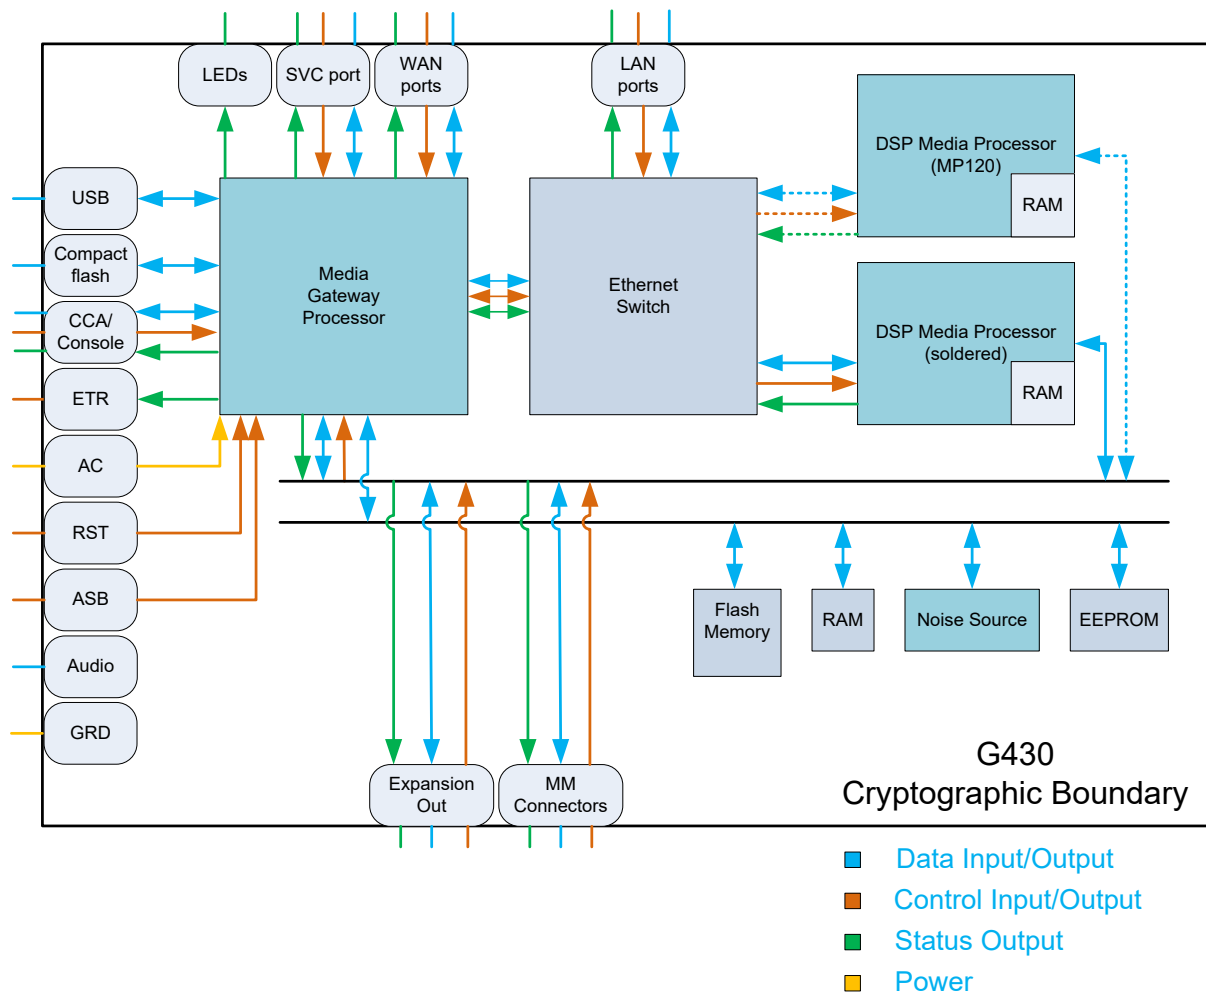 LEDs
SVC port
WAN
ports
LAN
ports
USB
Compact
flash
CCA/
Console
ETR
AC
RST
ASB
Audio
GRD
Media
Gateway
Processor
Ethernet
Switch
DSP Media Processor
(MP120)
RAM
DSP Media Processor
(soldered)
RAM
Flash
Memory
RAM
Noise Source
EEPROM
Expansion
Out
MM
Connectors
G430
Cryptographic Boundary
Data Input/Output
Control Input/Output
Status Output
Power